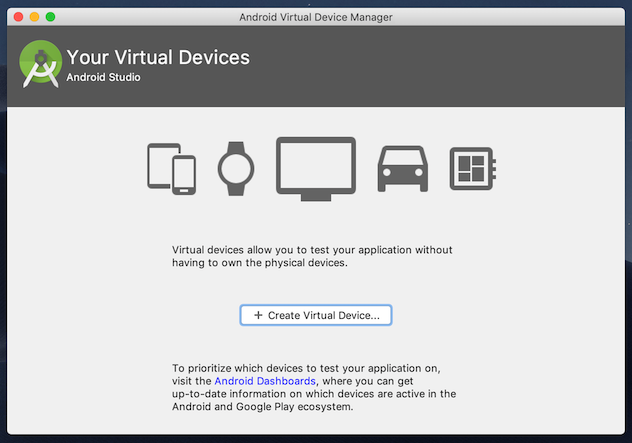 Android Virtual Device Manager
Your Virtual Devices
Android Studio
Virtual devices allow you to test your application without
having to own the physical devices.
+ Create Virtual Device...
To prioritize which devices to test your application on,
visit the Android Dashboards, where you can get
up-to-date information on which devices are active in the
Android and Google Play ecosystem.